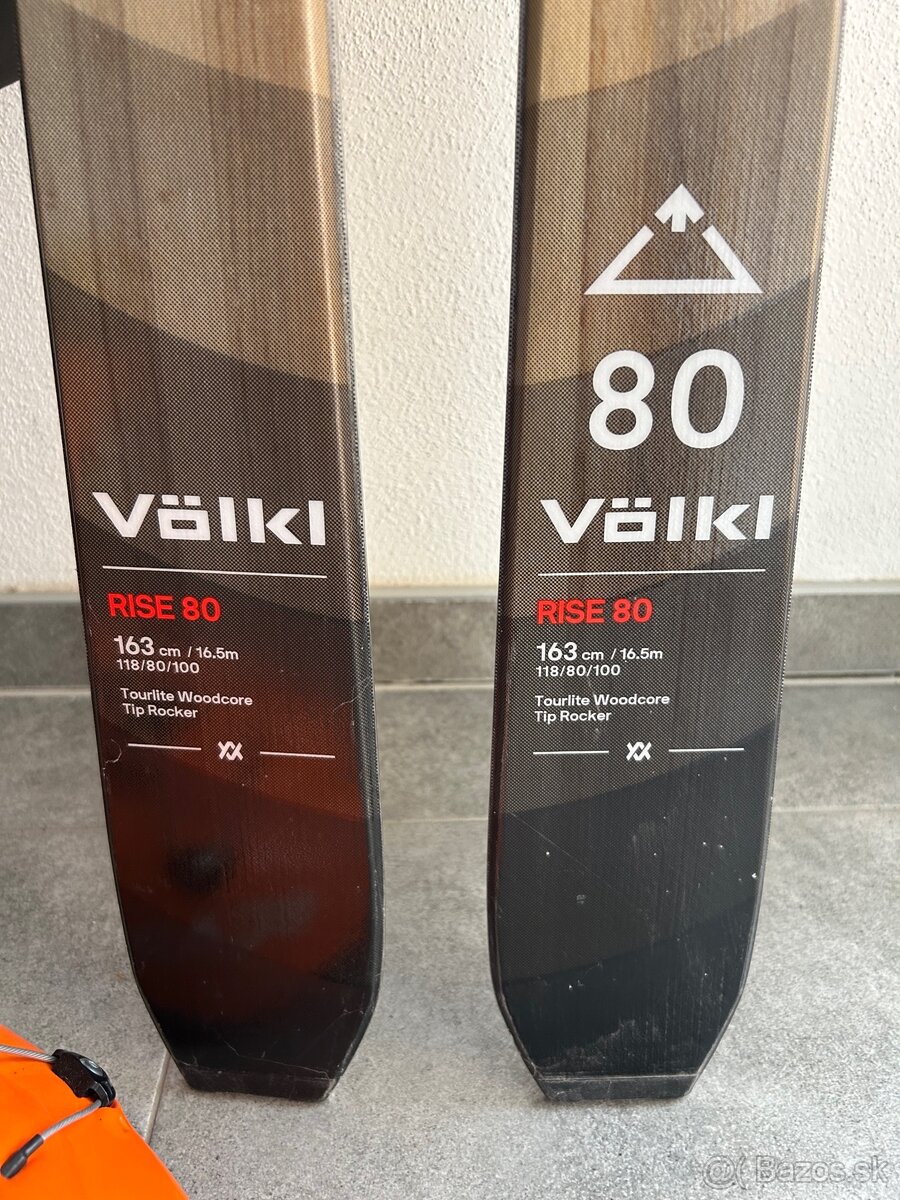 Völkl
RISE 80
163 cm / 16.5m
118/80/100
Tourlite Woodcore
Tip Rocker
80
Völkl
RISE 80
163 cm / 16.5m
118/80/100
Tourlite Woodcore
Tip Rocker
Bazos.sk